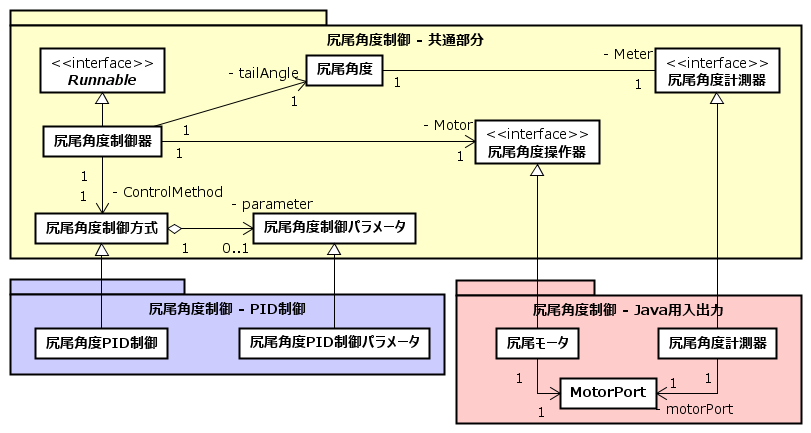 尻尾角度制御 - 共通部分
<<interface>>
Runnable
- tailAngle
尻尾角度
1
1
- Meter
1
<<interface>>
尻尾角度計測器
尻尾角度制御器
1
1
- Motor
1
<<interface>>
尻尾角度操作器
1
1
- ControlMethod
尻尾角度制御方式
1
- parameter
0..1
尻尾角度制御パラメータ
尻尾角度制御 - PID制御
尻尾角度PID制御
尻尾角度PID制御パラメータ
尻尾角度制御 - Java用入出力
尻尾モータ
尻尾角度計測器
1
1
MotorPort
1
1
- motorPort